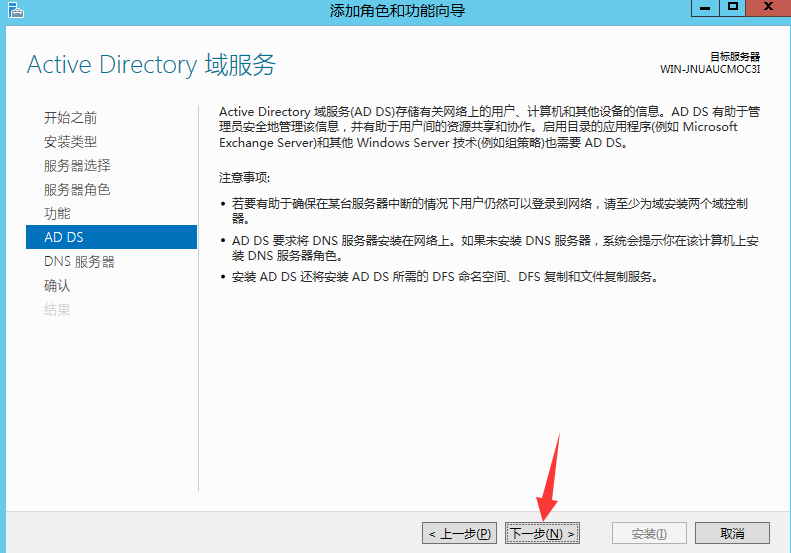 添加角色和功能向导
Active Directory 域服务
目标服务器
WIN-JNUAUCMOC3I
开始之前
安装类型
服务器选择
服务器角色
功能
AD DS
DNS 服务器
确认
结果
Active Directory 域服务(AD DS)存储有关网络上的用户、计算机和其他设备的信息。AD DS 有助于管
理员安全地管理该信息，并有助于用户间的资源共享和协作。启用目录的应用程序(例如 Microsoft
Exchange Server)和其他 Windows Server 技术(例如组策略)也需要 AD DS。
注意事项:
• 若要有助于确保在某台服务器中断的情况下用户仍然可以登录到网络，请至少为域安装两个域控制
器。
• AD DS 要求将 DNS 服务器安装在网络上。如果未安装 DNS 服务器，系统会提示你在该计算机上安
装 DNS 服务器角色。
• 安装 AD DS 还将安装 AD DS 所需的 DFS 命名空间、DFS 复制和文件复制服务。
< 上一步(P)
下一步(N) >
安装(I)
取消